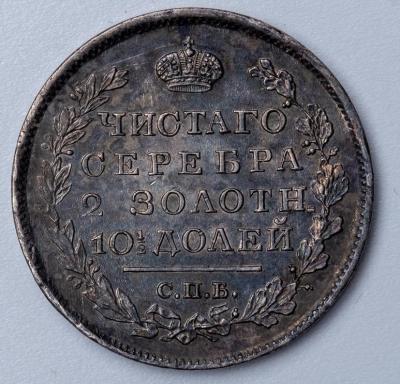 ЧИСТАГО
СЕРЕБРА
2 ЗОЛОТН.
10½ ДОЛЕЙ
С.П.Б.